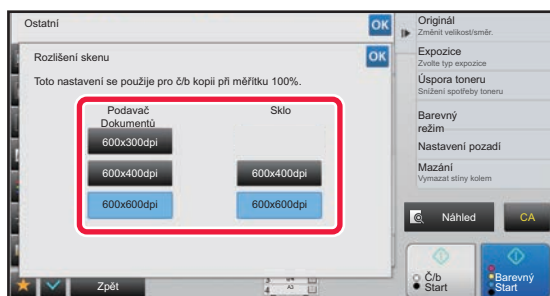 Ostatní
OK
Rozlišení skenu
OK
Toto nastavení se použije pro č/b kopii při měřítku 100%.
Podavač
Dokumentů
Sklo
600x300dpi
600x400dpi
600x400dpi
600x600dpi
600x600dpi
Zpět
Originál
Změnit velikost/směr.
Expozice
Zvolte typ expozice
Úspora toneru
Snížení spotřeby toneru
Barevný
režim
Nastavení pozadí
Mazání
Vymazat stíny kolem
Náhled
CA
Č/b
Start
Barevný
Start